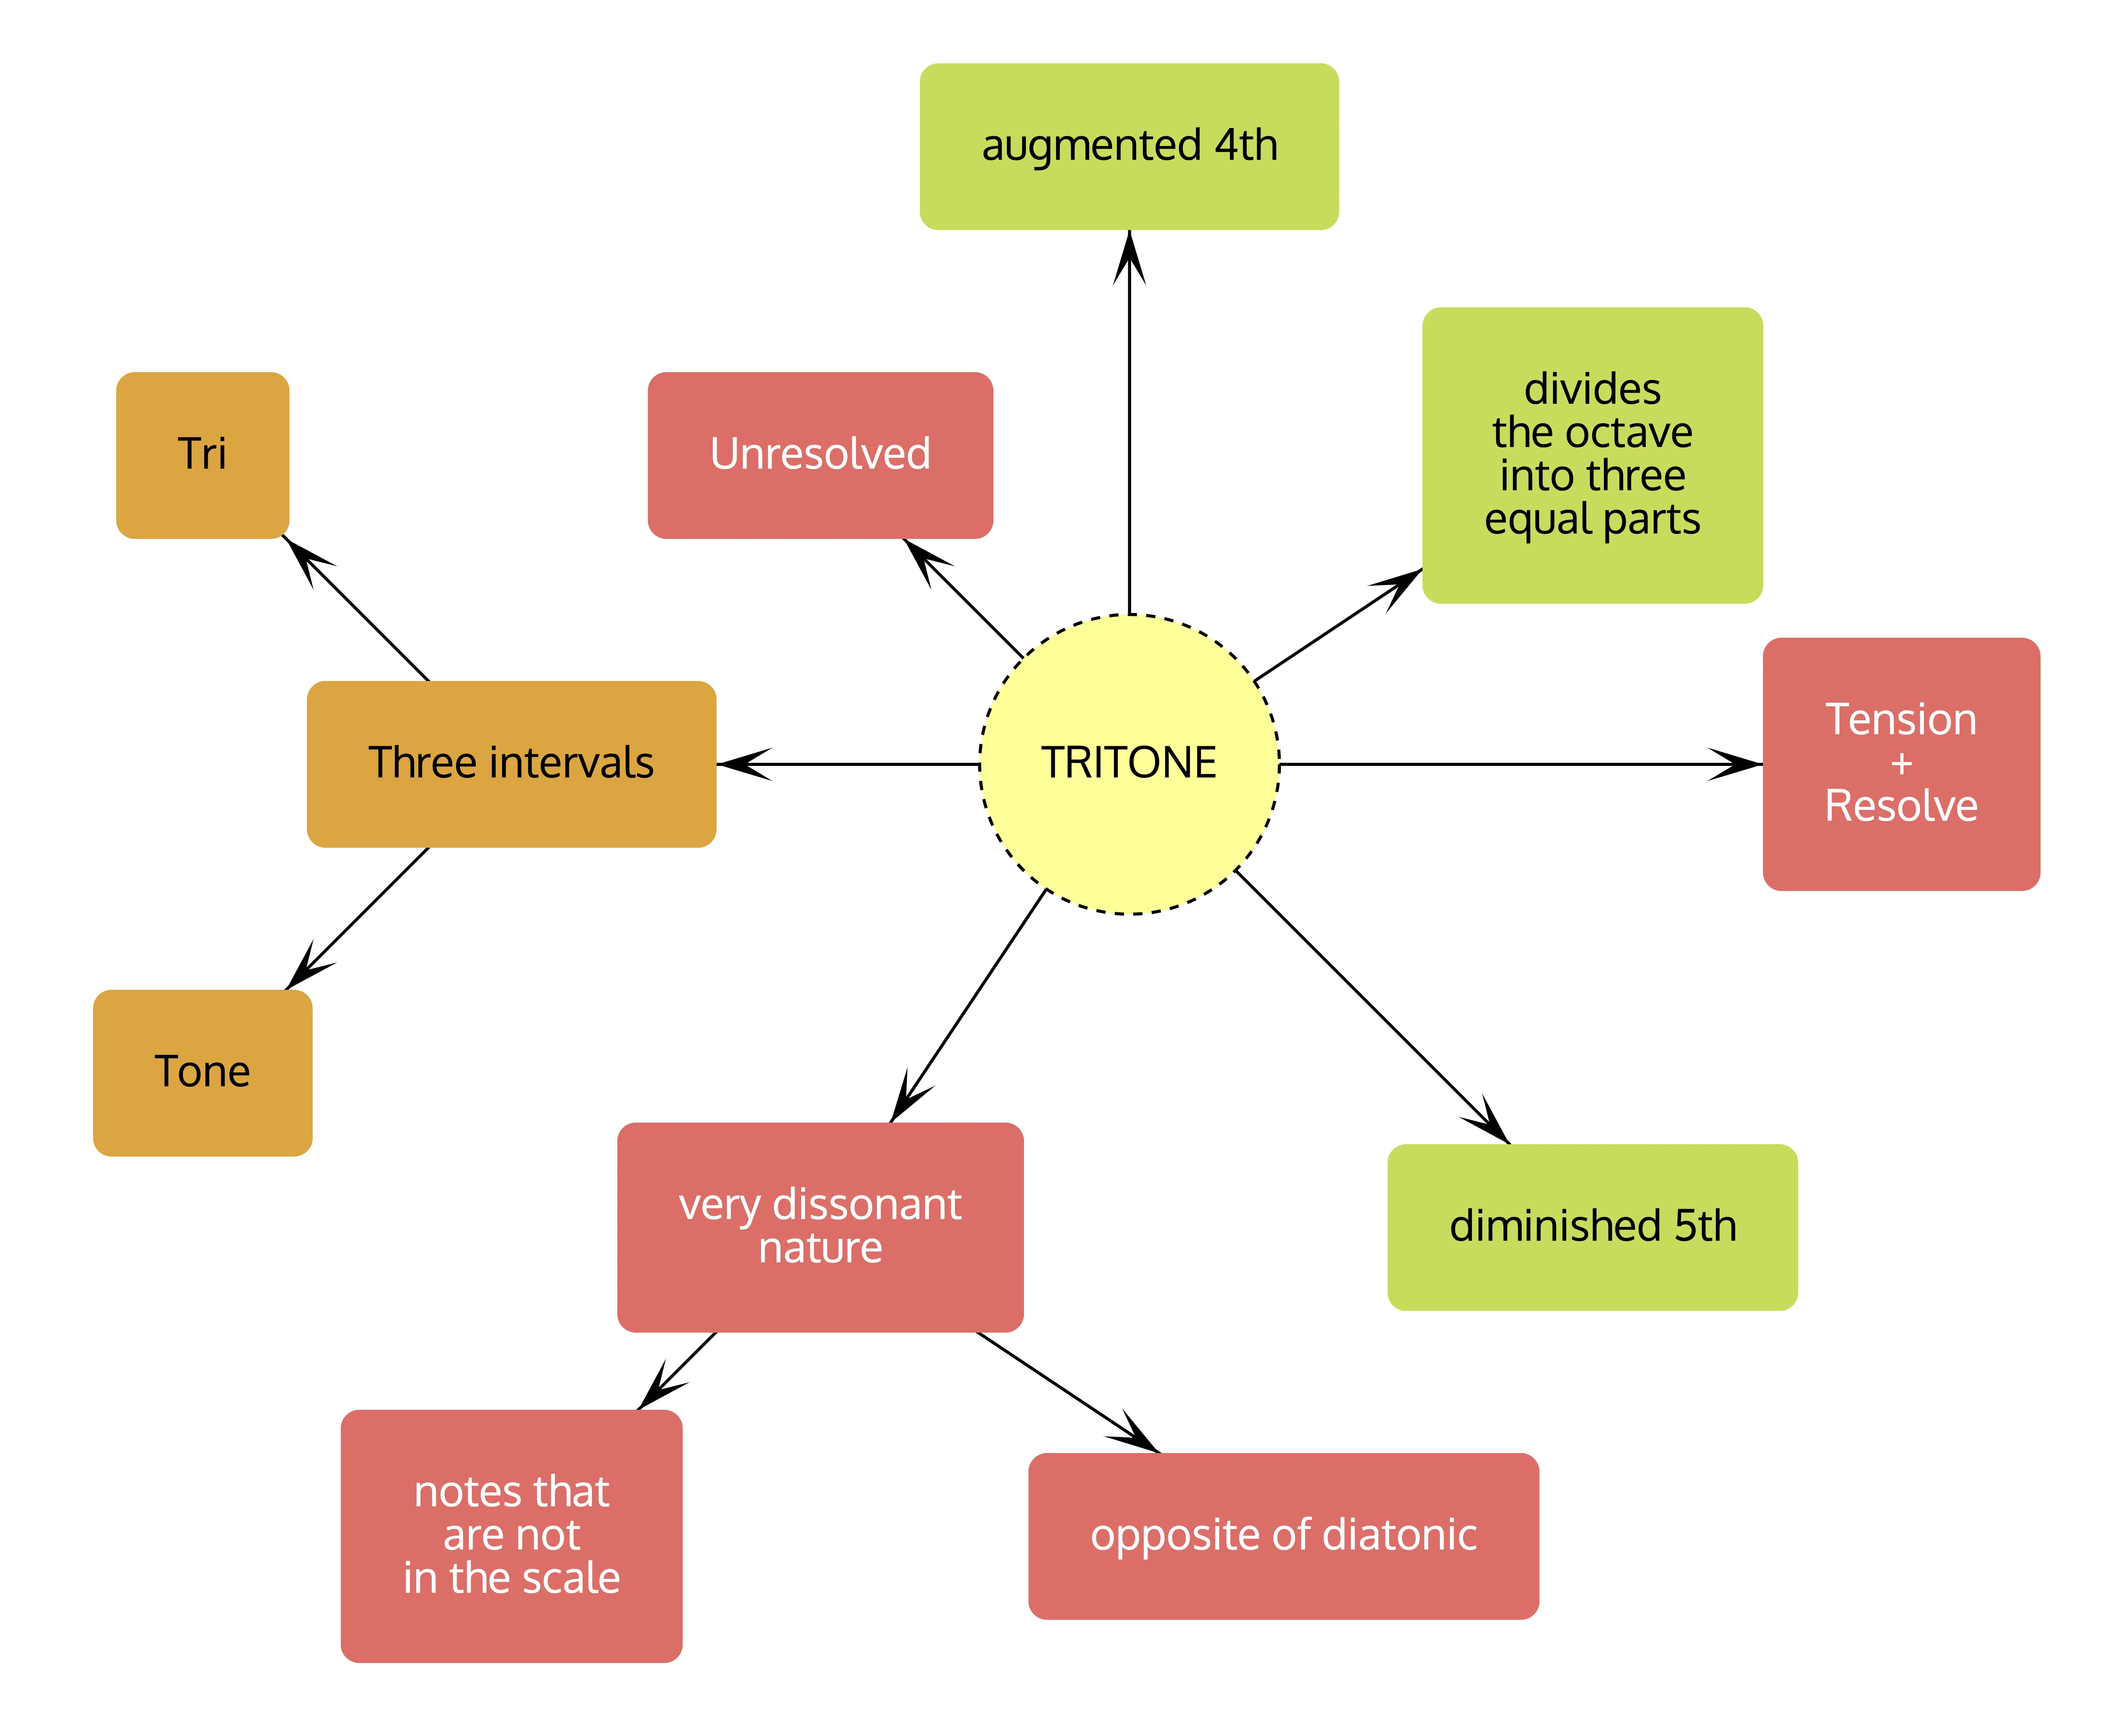 augmented 4th
divides
the octave
into three
equal parts
Tri
Unresolved
Tension
+
Resolve
Three intervals
TRITONE
Tone
very dissonant
nature
diminished 5th
notes that
are not
in the scale
opposite of diatonic